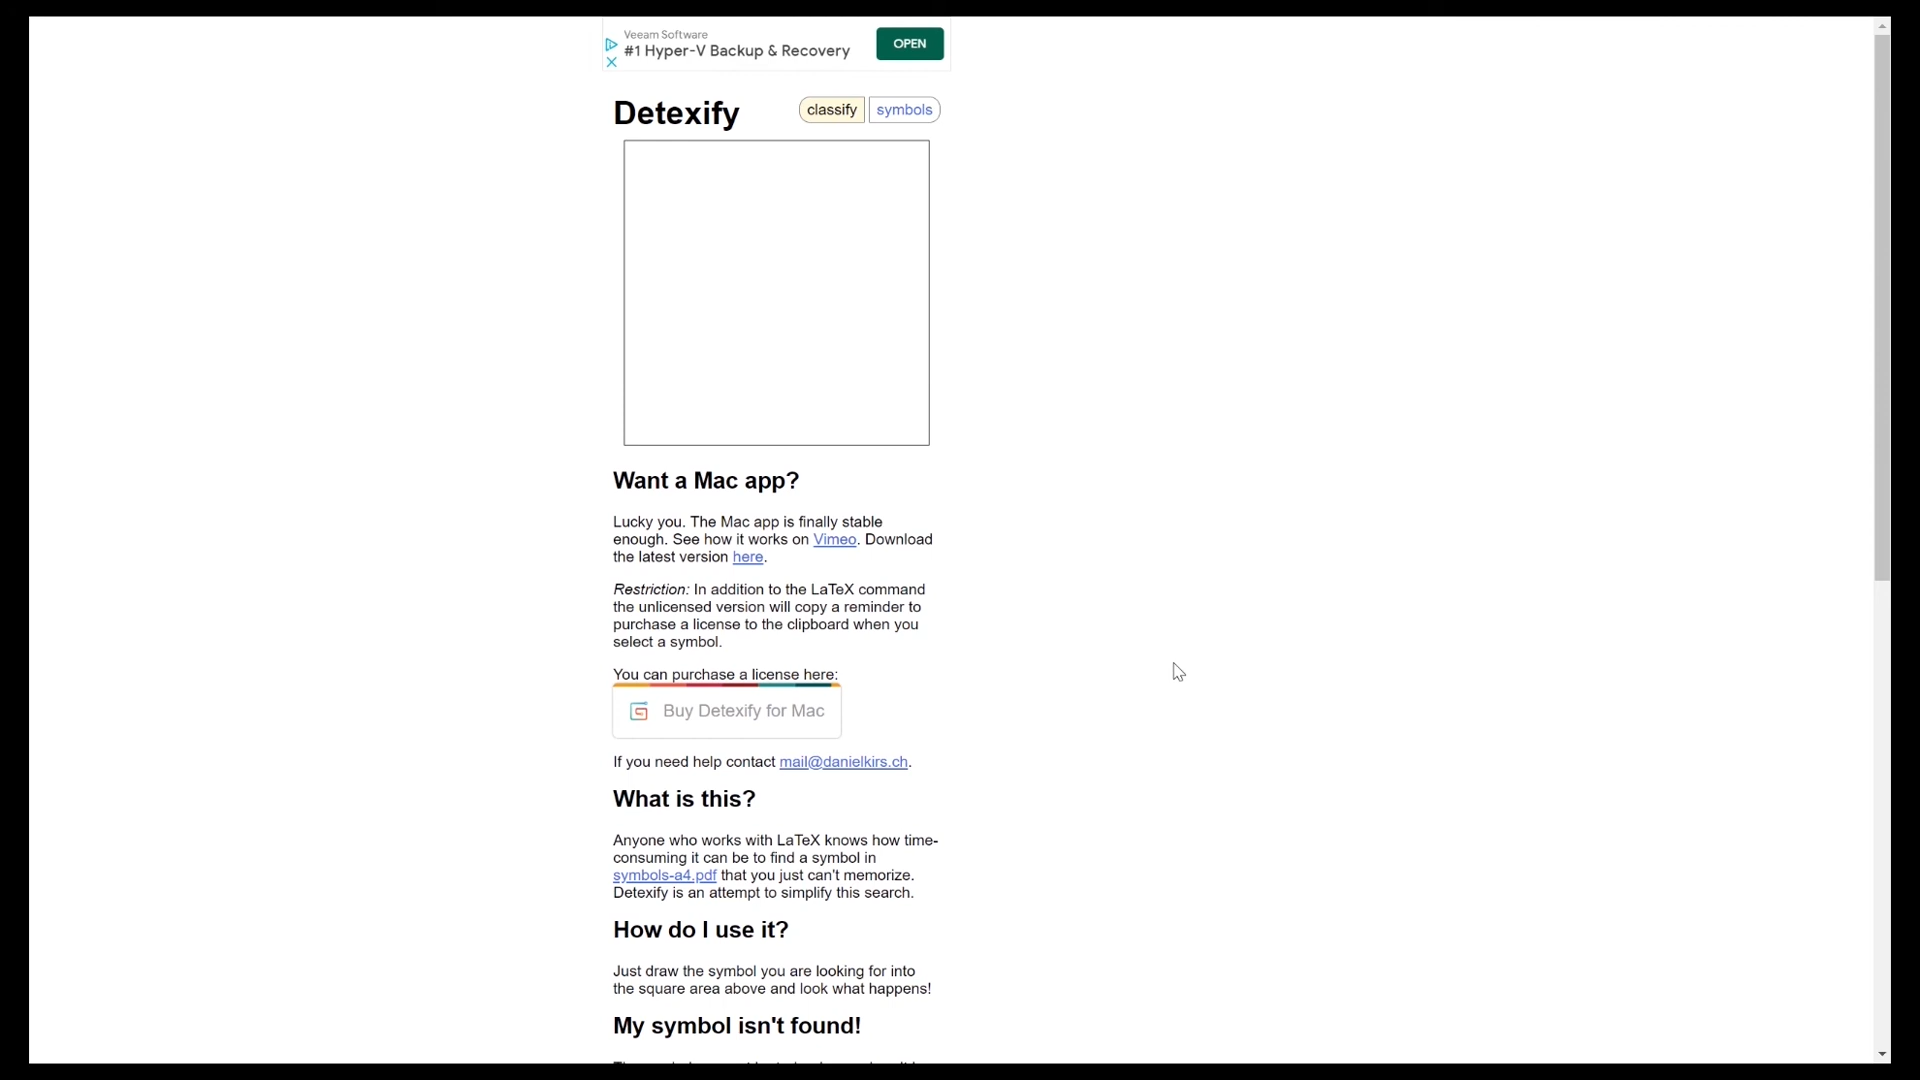 Veeam Software
#1 Hyper-V Backup & Recovery
OPEN
Detexify
classify
symbols
Want a Mac app?
Lucky you. The Mac app is finally stable
enough. See how it works on Vimeo. Download
the latest version here.
Restriction: In addition to the LaTeX command
the unlicensed version will copy a reminder to
purchase a license to the clipboard when you
select a symbol.
You can purchase a license here:
Buy Detexify for Mac
If you need help contact mail@danielkirs.ch.
What is this?
Anyone who works with LaTeX knows how time-
consuming it can be to find a symbol in
symbols-a4.pdf that you just can't memorize.
Detexify is an attempt to simplify this search.
How do I use it?
Just draw the symbol you are looking for into
the square area above and look what happens!
My symbol isn't found!